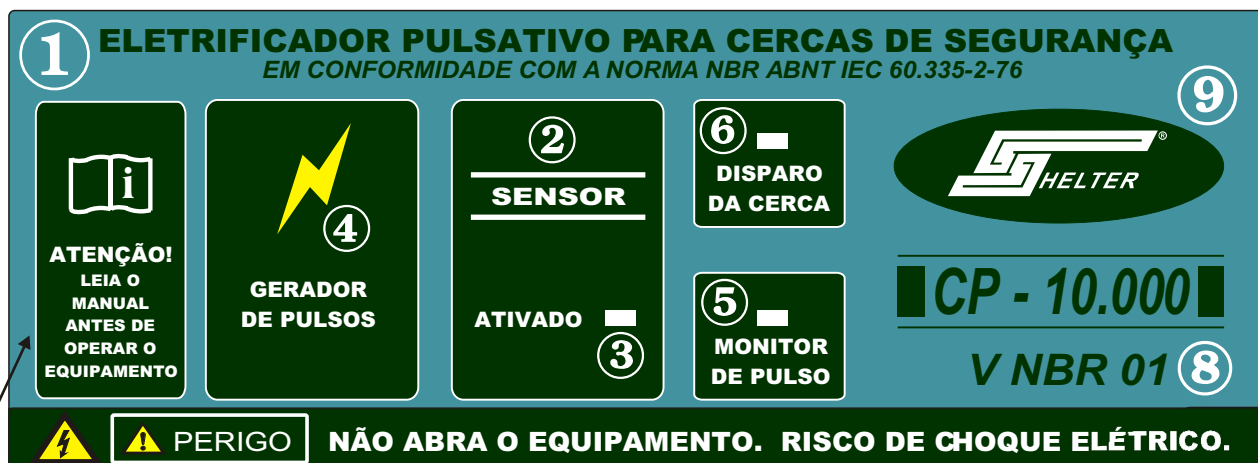 1
ELETRIFICADOR PULSATIVO PARA CERCAS DE SEGURANÇA
EM CONFORMIDADE COM A NORMA NBR ABNT IEC 60.335-2-76
i
ATENÇÃO!
LEIA O
MANUAL
ANTES DE
OPERAR O
EQUIPAMENTO
4
GERADOR
DE PULSOS
2
SENSOR
ATIVADO
3
6
DISPARO
DA CERCA
5
MONITOR
DE PULSO
9
SHELTER®
CP - 10.000
V NBR 01
8
PERIGO
NÃO ABRA O EQUIPAMENTO. RISCO DE CHOQUE ELÉTRICO.